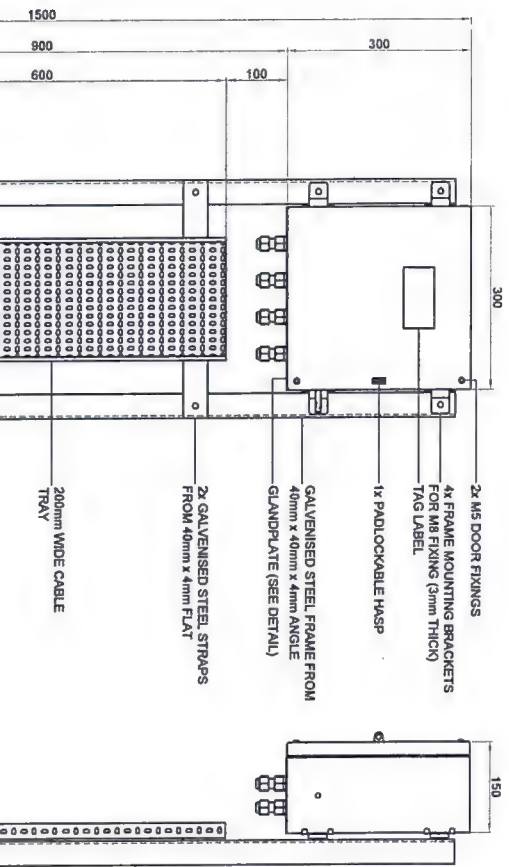 1500
900
300
600
100
300
2x M5 DOOR FIXINGS
4x FRAME MOUNTING BRACKETS
FOR M8 FIXING (3mm THICK)
TAG LABEL
1x PADLOCKABLE HASP
GALVENISED STEEL FRAME FROM
40mm x 40mm x 4mm ANGLE
GLANDPLATE (SEE DETAIL)
2x GALVENISED STEEL STRAPS
FROM 40mm x 4mm FLAT
200mm WIDE CABLE
TRAY
150